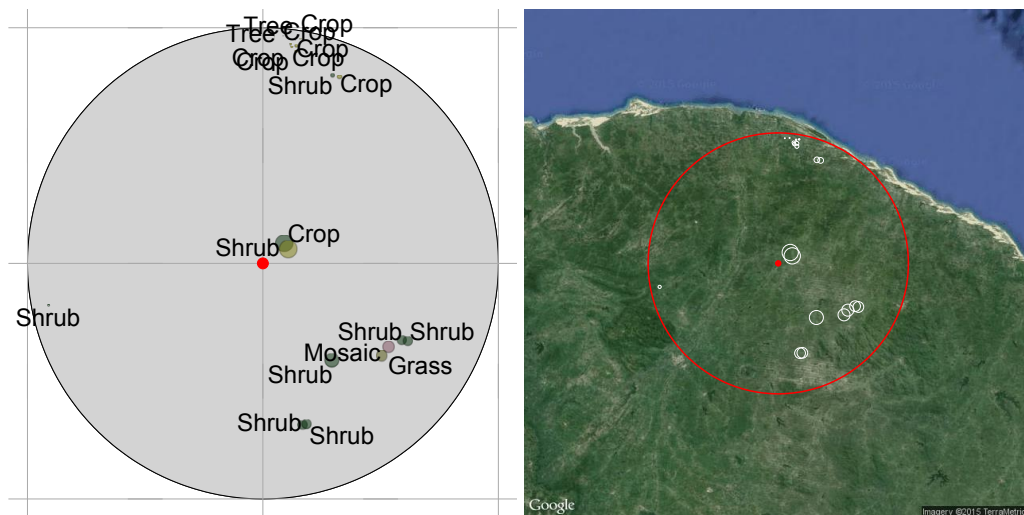 Tree Crop
Tree Crop
Crop
Crop Crop
Crop
Shrub Crop
Shrub Crop
Shrub
Shrub Shrub
Mosaic
Grass
Shrub
Shrub
Shrub
Google
Imagery ©2015 TerraMetric